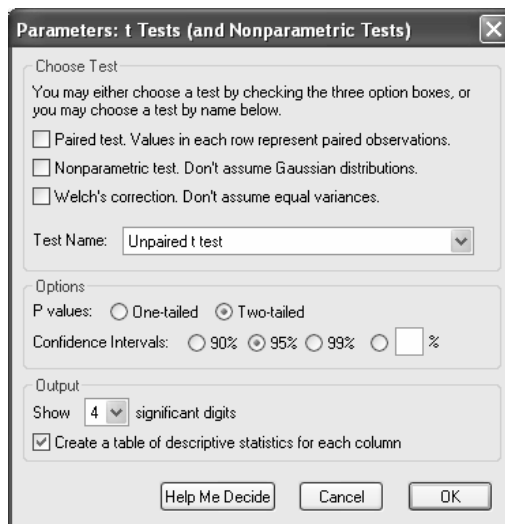 Parameters: t Tests (and Nonparametric Tests)
Choose Test
You may either choose a test by checking the three option boxes, or
you may choose a test by name below.
Paired test. Values in each row represent paired observations.
Nonparametric test. Don't assume Gaussian distributions.
Welch's correction. Don't assume equal variances.
Test Name: Unpaired t test
Options
P values: One-tailed Two-tailed
Confidence Intervals: 90% 95% 99% %
Output
Show 4 significant digits
Create a table of descriptive statistics for each column
Help Me Decide Cancel OK